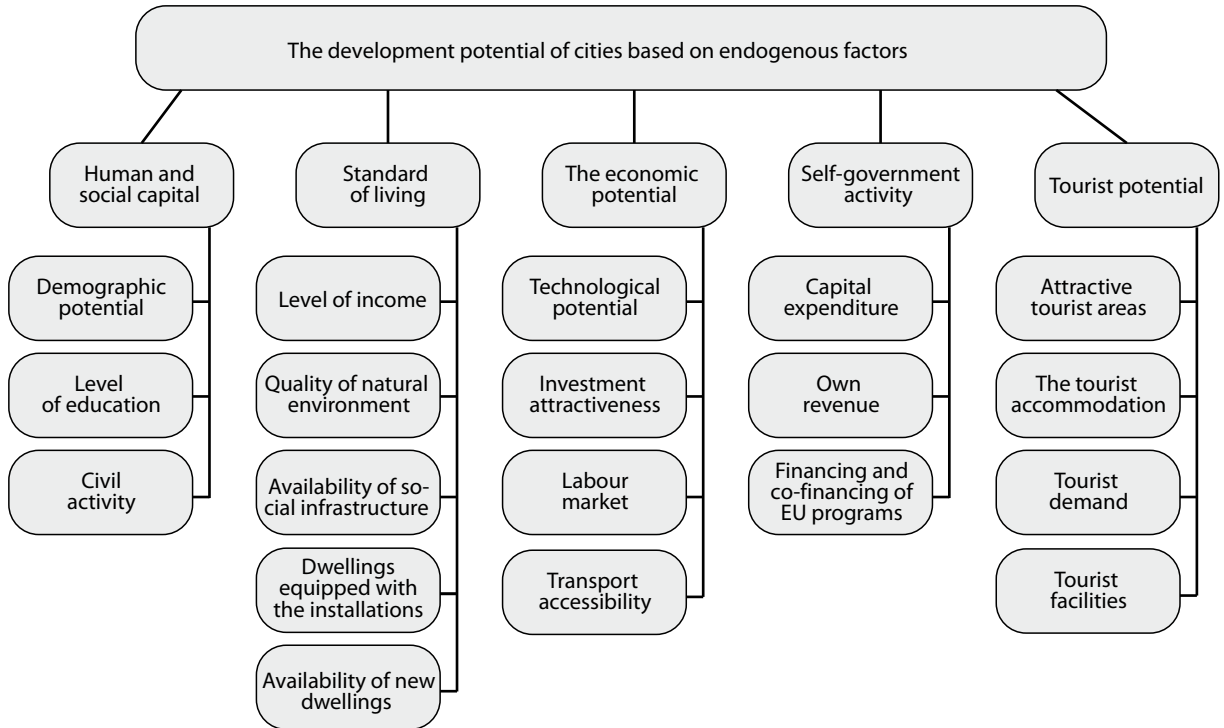 The development potential of cities based on endogenous factors
Human and
social capital
Demographic
potential
Level
of education
Civil
activity
Standard
of living
Level of income
Quality of natural
environment
Availability of so-
cial infrastructure
Dwellings
equipped with
the installations
Availability of new
dwellings
The economic
potential
Technological
potential
Investment
attractiveness
Labour
market
Transport
accessibility
Self-government
activity
Capital
expenditure
Own
revenue
Financing and
co-financing of
EU programs
Tourist potential
Attractive
tourist areas
The tourist
accommodation
Tourist
demand
Tourist
facilities